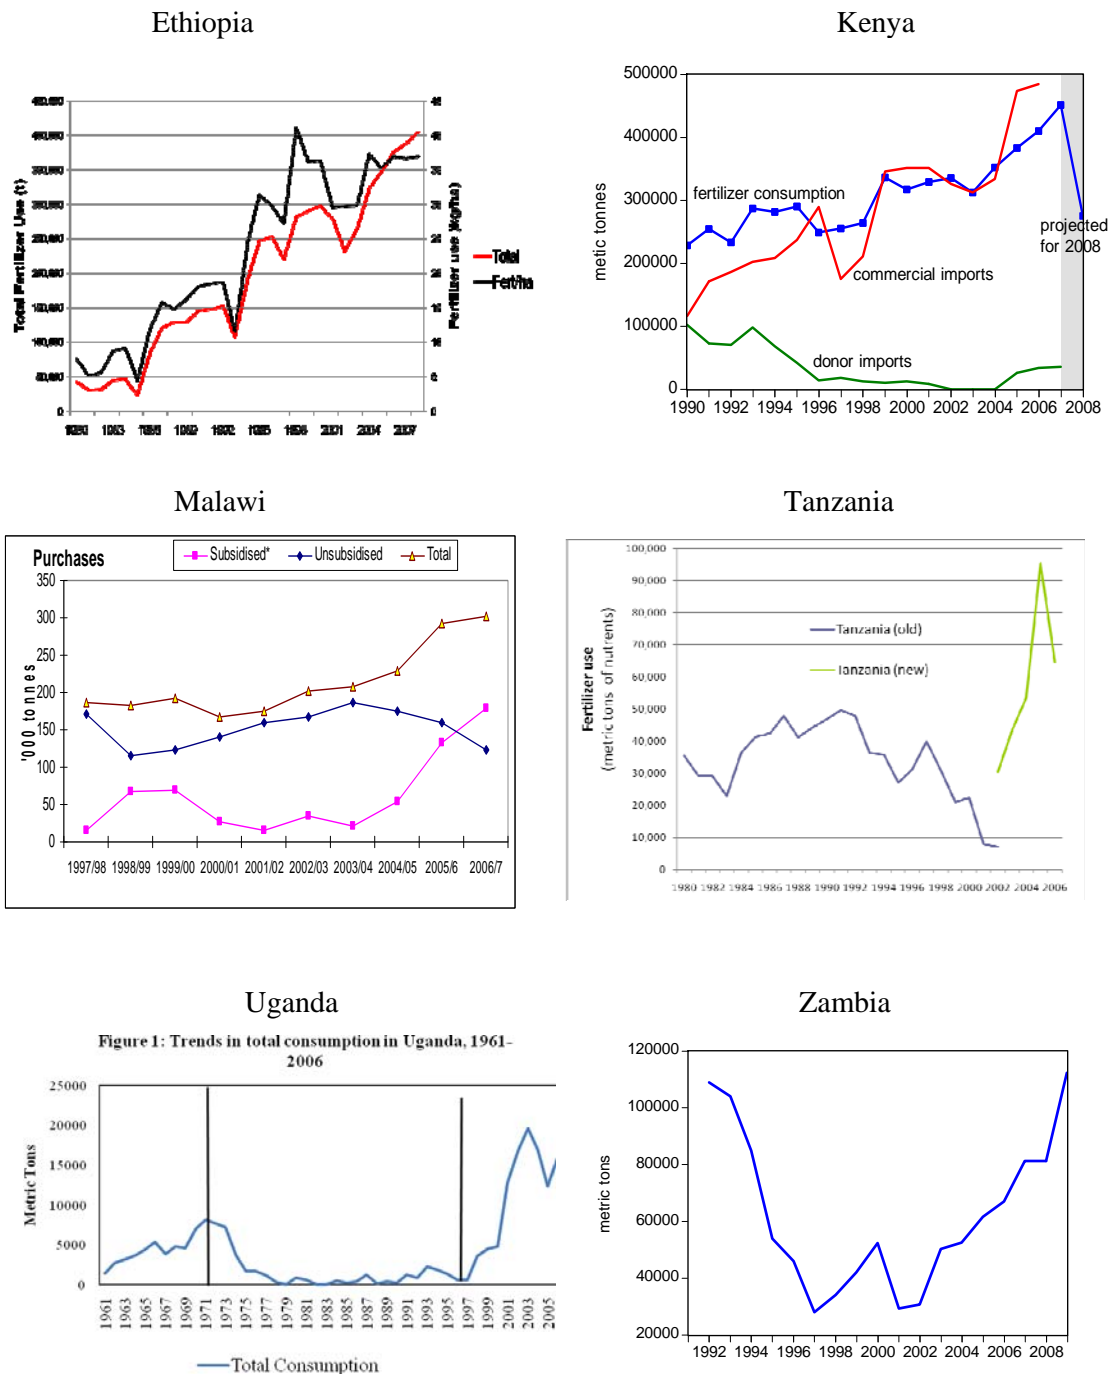 Ethiopia
Kenya
Total Fertilizer Use (t)
Fertilizer use (kg/ha)
Total
Fert/ha
0
0
500000
400000
300000
200000
100000
0
metic tonnes
fertilizer consumption
commercial imports
donor imports
projected
for 2008
1990 1992 1994 1996 1998 2000 2002 2004 2006 2008
Malawi
Tanzania
Purchases
Subsidised* Unsubsidised Total
350
300
250
200
150
100
50
0
'000 tonnes
1997/98 1998/99 1999/00 2000/01 2001/02 2002/03 2003/04 2004/05 2005/6 2006/7
100,000
90,000
80,000
70,000
60,000
50,000
40,000
30,000
20,000
10,000
0
Fertilizer use
(metric tons of nutrents)
Tanzania (old)
Tanzania (new)
1980 1982 1984 1986 1988 1990 1992 1994 1996 1998 2000 2002 2004 2006
Uganda
Zambia
Figure 1: Trends in total consumption in Uganda, 1961-
2006
25000
20000
15000
10000
5000
0
Metric Tons
1961 1963 1965 1967 1969 1971 1973 1975 1977 1979 1981 1983 1985 1987 1989 1991 1993 1995 1997 1999 2001 2003 2005
Total Consumption
120000
100000
80000
60000
40000
20000
metric tons
1992 1994 1996 1998 2000 2002 2004 2006 2008